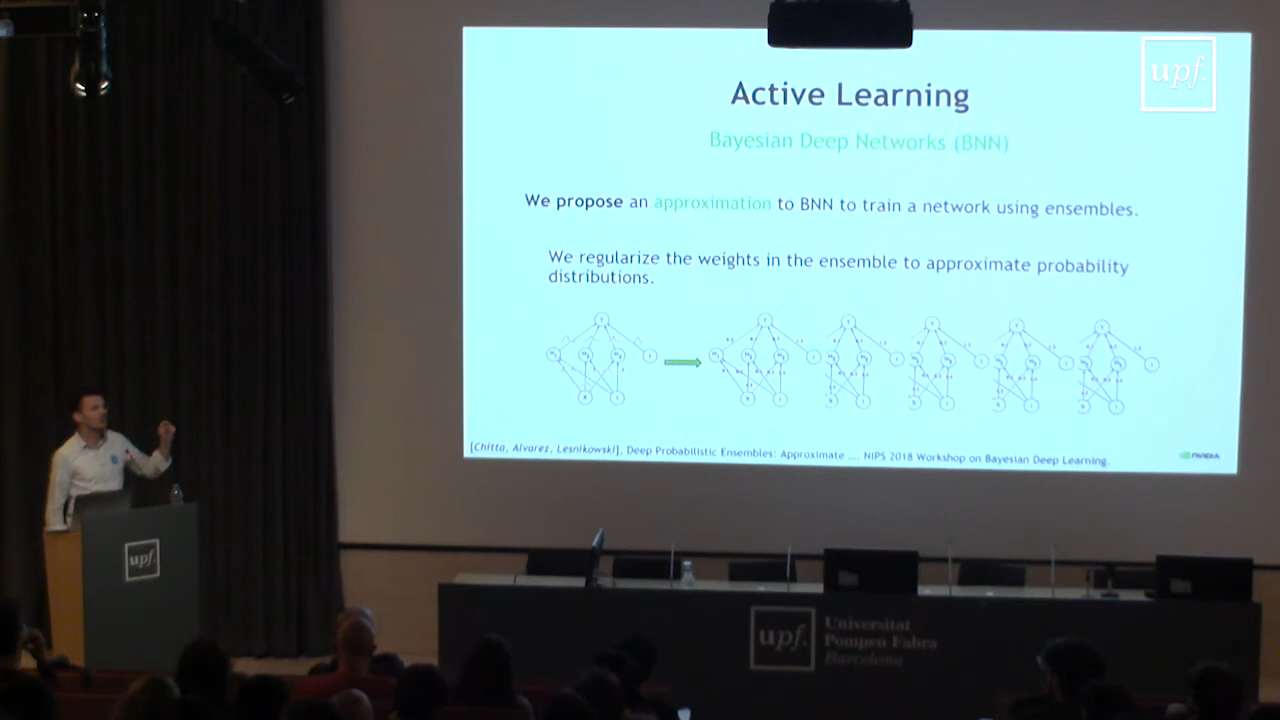 upf.
Active Learning
Bayesian Deep Networks (BNN)
We propose an approximation to BNN to train a network using ensembles.
We regularize the weights in the ensemble to approximate probability
distributions.
[Chitta, Alvarez, Lesnikowski], Deep Probabilistic Ensembles: Approximate .... NIPS 2018 Workshop on Bayesian Deep Learning.
NVIDIA
upf.
upf.
Universitat
Pompeu Fabra
Barcelona